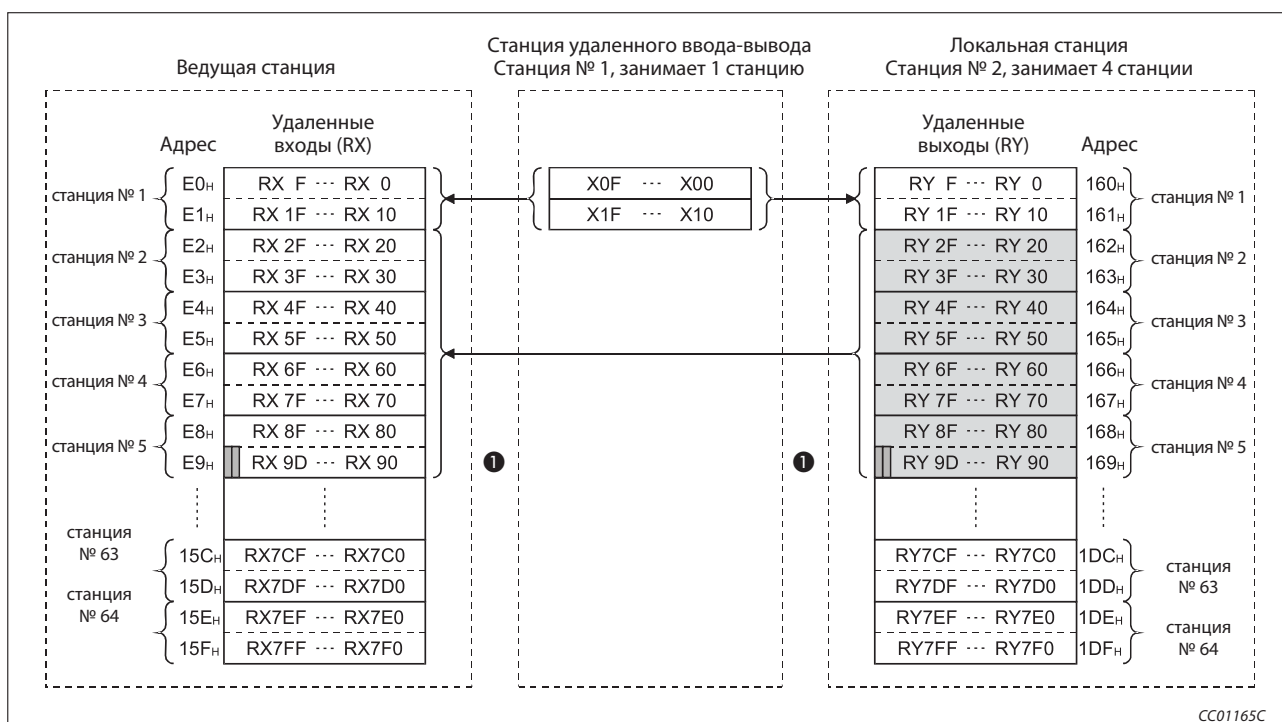 Ведущая станция
Адрес
Удаленные
входы (RX)
станция № 1
E0H RX F ··· RX 0
E1H RX 1F ··· RX 10
станция № 2
E2H RX 2F ··· RX 20
E3H RX 3F ··· RX 30
станция № 3
E4H RX 4F ··· RX 40
E5H RX 5F ··· RX 50
станция № 4
E6H RX 6F ··· RX 60
E7H RX 7F ··· RX 70
станция № 5
E8H RX 8F ··· RX 80
E9H RX 9D ··· RX 90
станция
№ 63
15CH RX7CF ··· RX7C0
15DH RX7DF ··· RX7D0
станция
№ 64
15EH RX7EF ··· RX7E0
15FH RX7FF ··· RX7F0
Станция удаленного ввода-вывода
Станция № 1, занимает 1 станцию
X0F ··· X00
X1F ··· X10
❶
❶
Локальная станция
Станция № 2, занимает 4 станции
Удаленные
выходы (RY)
Адрес
RY F ··· RY 0 160H
RY 1F ··· RY 10 161H
станция № 1
RY 2F ··· RY 20 162H
RY 3F ··· RY 30 163H
станция № 2
RY 4F ··· RY 40 164H
RY 5F ··· RY 50 165H
станция № 3
RY 6F ··· RY 60 166H
RY 7F ··· RY 70 167H
станция № 4
RY 8F ··· RY 80 168H
RY 9D ··· RY 90 169H
станция № 5
RY7CF ··· RY7C0 1DCH
RY7DF ··· RY7D0 1DDH
станция
№ 63
RY7EF ··· RY7E0 1DEH
RY7FF ··· RY7F0 1DFH
станция
№ 64
CC01165C